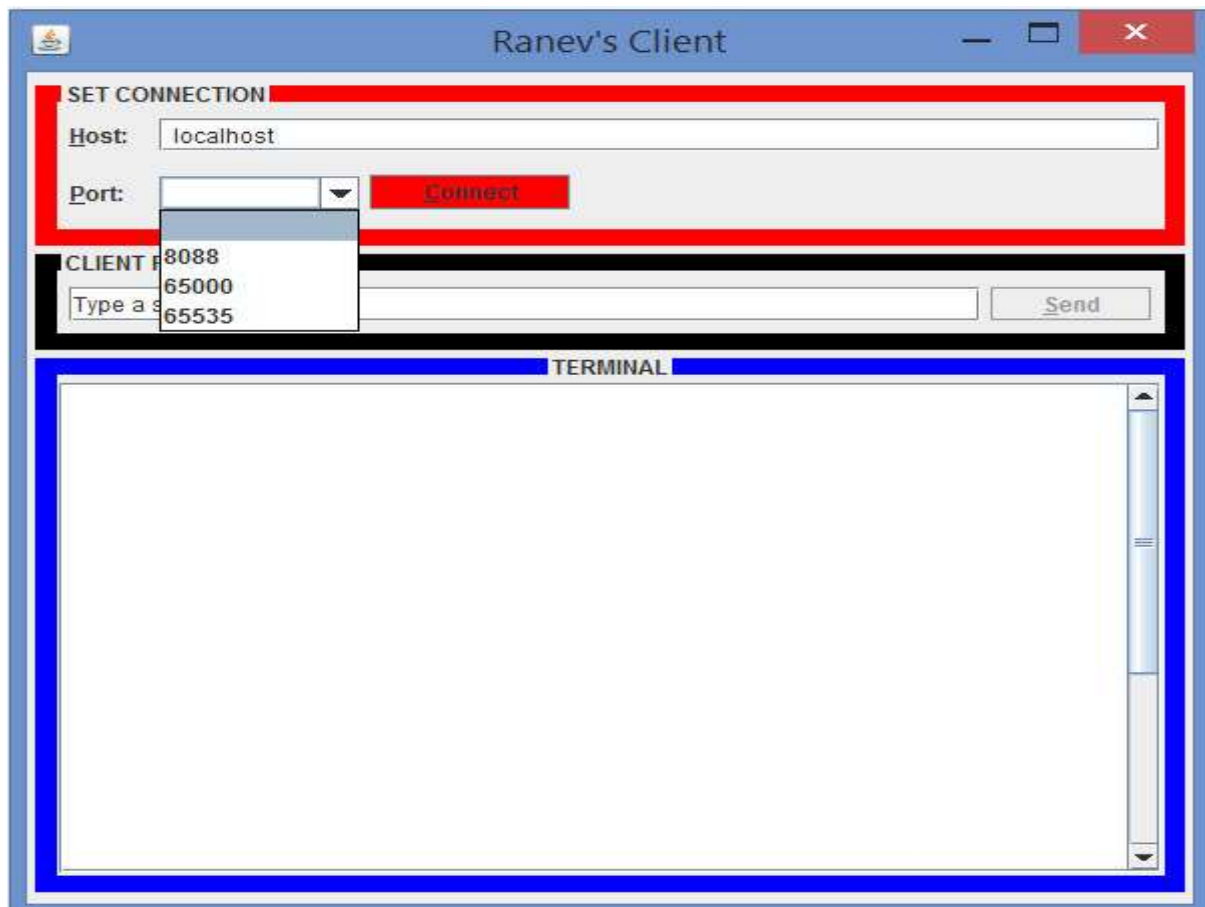 Ranev's Client
SET CONNECTION
Host: localhost
Port:
Connect
8088
65000
65535
CLIENT
Type a
Send
TERMINAL